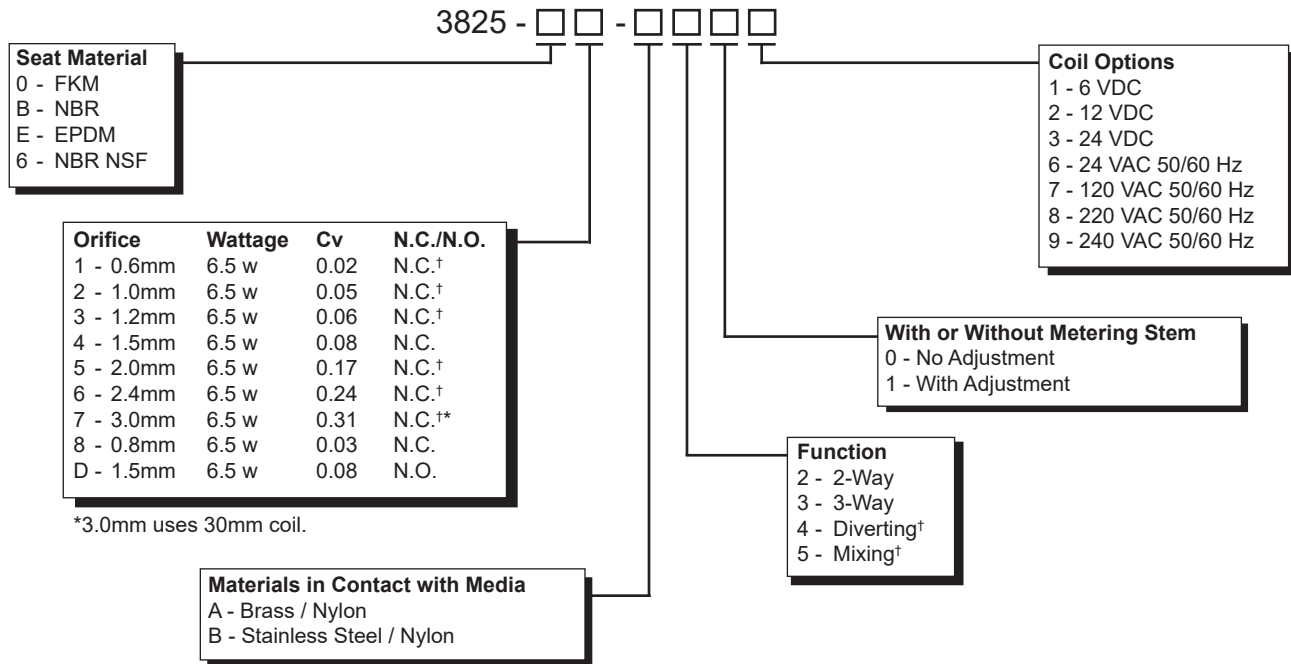 3825 - □ □ - □ □ □ □
Seat Material
0 - FKM
B - NBR
E - EPDM
6 - NBR NSF
Coil Options
1 - 6 VDC
2 - 12 VDC
3 - 24 VDC
6 - 24 VAC 50/60 Hz
7 - 120 VAC 50/60 Hz
8 - 220 VAC 50/60 Hz
9 - 240 VAC 50/60 Hz
Orifice Wattage Cv N.C./N.O.
1 - 0.6mm 6.5 w 0.02 N.C.†
2 - 1.0mm 6.5 w 0.05 N.C.†
3 - 1.2mm 6.5 w 0.06 N.C.†
4 - 1.5mm 6.5 w 0.08 N.C.
5 - 2.0mm 6.5 w 0.17 N.C.†
6 - 2.4mm 6.5 w 0.24 N.C.†
7 - 3.0mm 6.5 w 0.31 N.C.†*
8 - 0.8mm 6.5 w 0.03 N.C.
D - 1.5mm 6.5 w 0.08 N.O.
*3.0mm uses 30mm coil.
With or Without Metering Stem
0 - No Adjustment
1 - With Adjustment
Function
2 - 2-Way
3 - 3-Way
4 - Diverting†
5 - Mixing†
Materials in Contact with Media
A - Brass / Nylon
B - Stainless Steel / Nylon